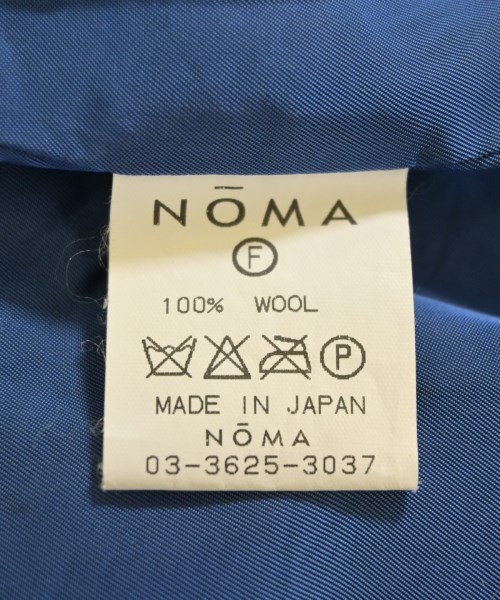 NŌMA
F
100% WOOL
P
MADE IN JAPAN
NŌMA
03-3625-3037